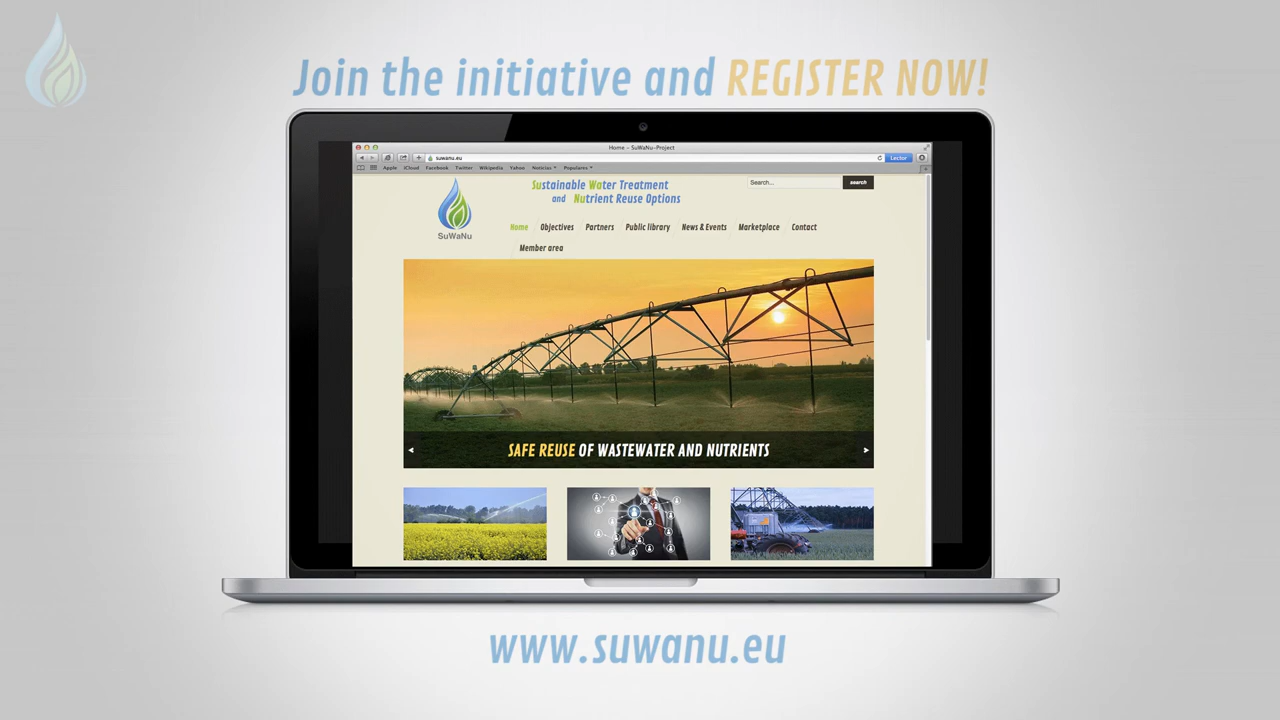 Join the initiative and REGISTER NOW!
Home – SuWaNu-Project
suwanu.eu
Lector
Apple iCloud Facebook Twitter Wikipedia Yahoo Noticias Populares
Sustainable Water Treatment
and Nutrient Reuse Options
Search...
search
SuWaNu
Home Objectives Partners Public library News & Events Marketplace Contact
Member area
SAFE REUSE OF WASTEWATER AND NUTRIENTS
www.suwanu.eu